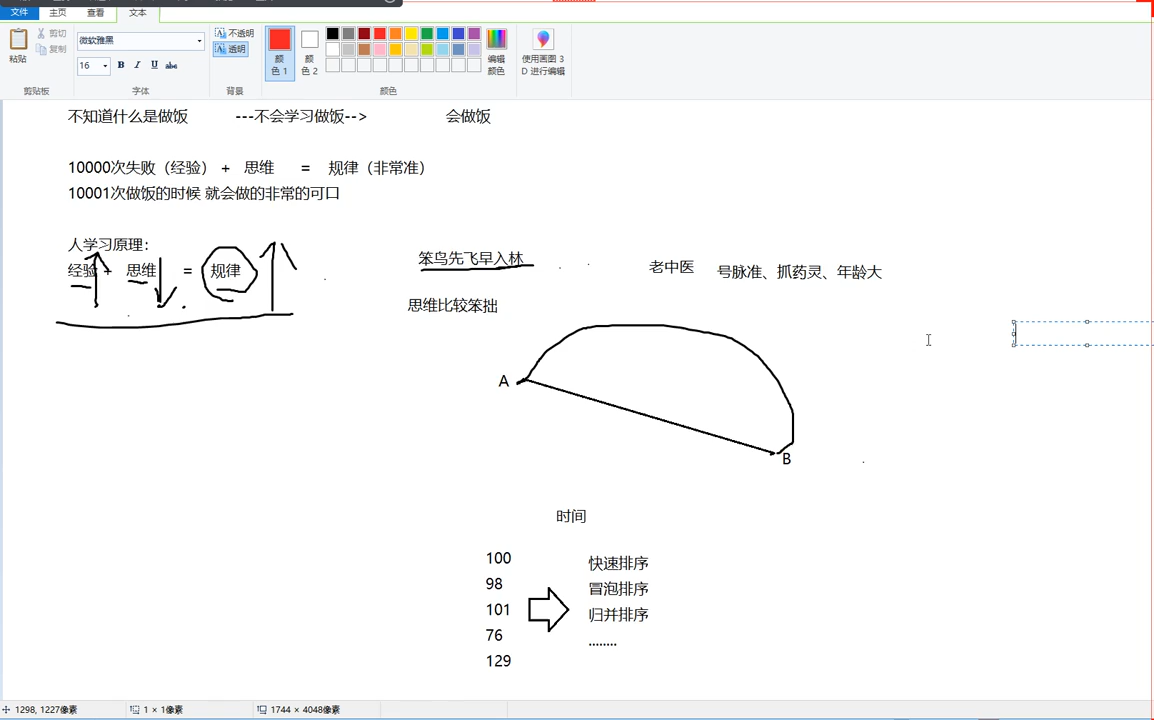 文件 主页 查看 文本
粘贴
剪切
复制
剪贴板
微软雅黑
16 B I U abc
字体
不透明
透明
背景
颜色 1
颜色 2
编辑颜色
颜色
使用画图 3D 进行编辑
不知道什么是做饭 ---不会学习做饭--> 会做饭
10000次失败（经验） + 思维 = 规律（非常准）
10001次做饭的时候 就会做的非常的可口
人学习原理：
经验 + 思维 = 规律
笨鸟先飞早入林
老中医 号脉准、抓药灵、年龄大
思维比较笨拙
A
B
时间
100
98
101
76
129
快速排序
冒泡排序
归并排序
........
1298, 1227像素 1 × 1像素 1744 × 4048像素